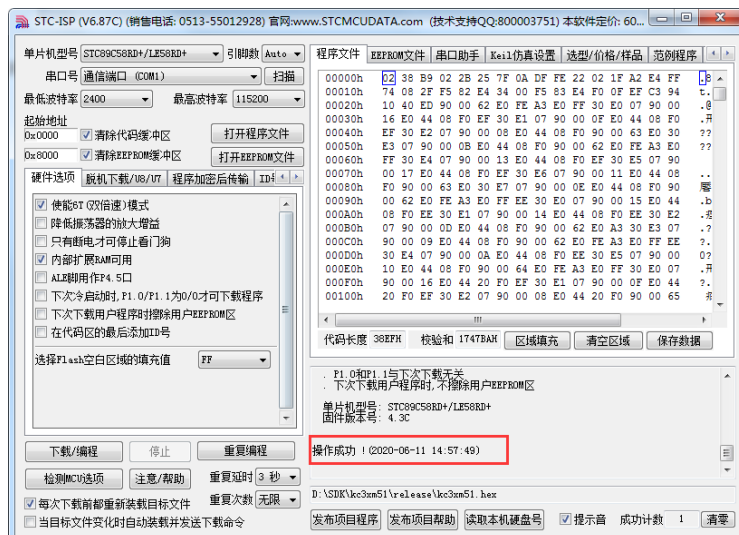 STC-ISP (V6.87C) (销售电话: 0513-55012928) 官网:www.STCMCUDATA.com (技术支持QQ:800003751) 本软件定价: 60...
单片机型号 STC89C58RD+/LE58RD+ 引脚数 Auto
串口号 通信端口 (COM1) 扫描
最低波特率 2400 最高波特率 115200
起始地址
0x0000 清除代码缓冲区 打开程序文件
0x8000 清除EEPROM缓冲区 打开EEPROM文件
硬件选项 脱机下载/U8/U7 程序加密后传输 ID号
使能6T(双倍速)模式
降低振荡器的放大增益
只有断电才可停止看门狗
内部扩展RAM可用
ALE脚用作P4.5口
下次冷启动时,P1.0/P1.1为0/0才可下载程序
下次下载用户程序时擦除用户EEPROM区
在代码区的最后添加ID号
选择Flash空白区域的填充值 FF
下载/编程 停止 重复编程
检测MCU选项 注意/帮助 重复延时 3 秒
每次下载前都重新装载目标文件 重复次数 无限
当目标文件变化时自动装载并发送下载命令
程序文件 EEPROM文件 串口助手 Keil仿真设置 选型/价格/样品 范例程序
00000h 02 38 B9 02 2B 25 7F 0A DF FE 22 02 1F A2 E4 FF .8
00010h 74 08 2F F5 82 E4 34 00 F5 83 E4 F0 0F EF C3 94 t.
00020h 10 40 ED 90 00 62 E0 FE A3 E0 FF 30 E0 07 90 00 .@
00030h 16 E0 44 08 F0 EF 30 E1 07 90 00 0F E0 44 08 F0 .开
00040h EF 30 E2 07 90 00 08 E0 44 08 F0 90 00 63 E0 30 ??
00050h E3 07 90 00 0B E0 44 08 F0 90 00 62 E0 FE A3 E0 ??
00060h FF 30 E4 07 90 00 13 E0 44 08 F0 EF 30 E5 07 90
00070h 00 17 E0 44 08 F0 EF 30 E6 07 90 00 11 E0 44 08 ..
00080h F0 90 00 63 E0 30 E7 07 90 00 0E E0 44 08 F0 90
00090h 00 62 E0 FE A3 E0 FF EE 30 E0 07 90 00 15 E0 44 .b
000A0h 08 F0 EE 30 E1 07 90 00 14 E0 44 08 F0 EE 30 E2
000B0h 07 90 00 0D E0 44 08 F0 90 00 62 E0 A3 30 E3 07 .?
000C0h 90 00 09 E0 44 08 F0 90 00 62 E0 FE A3 E0 FF EE ?.
000D0h 30 E4 07 90 00 0A E0 44 08 F0 EE 30 E5 07 90 00 0?
000E0h 10 E0 44 08 F0 90 00 64 E0 FE A3 E0 FF 30 E0 07 .开
000F0h 90 00 16 E0 44 20 F0 EF 30 E1 07 90 00 0F E0 44 ?.
00100h 20 F0 EF 30 E2 07 90 00 08 E0 44 20 F0 90 00 65
代码长度 38EFH 校验和 1747BAH 区域填充 清空区域 保存数据
. P1.0和P1.1与下次下载无关
. 下次下载用户程序时,不擦除用户EEPROM区
单片机型号: STC89C58RD+/LE58RD+
固件版本号: 4.3C
操作成功 !(2020-06-11 14:57:49)
D:\SDK\kc3xm51\release\kc3xm51.hex
发布项目程序 发布项目帮助 读取本机硬盘号 提示音 成功计数 1 清零